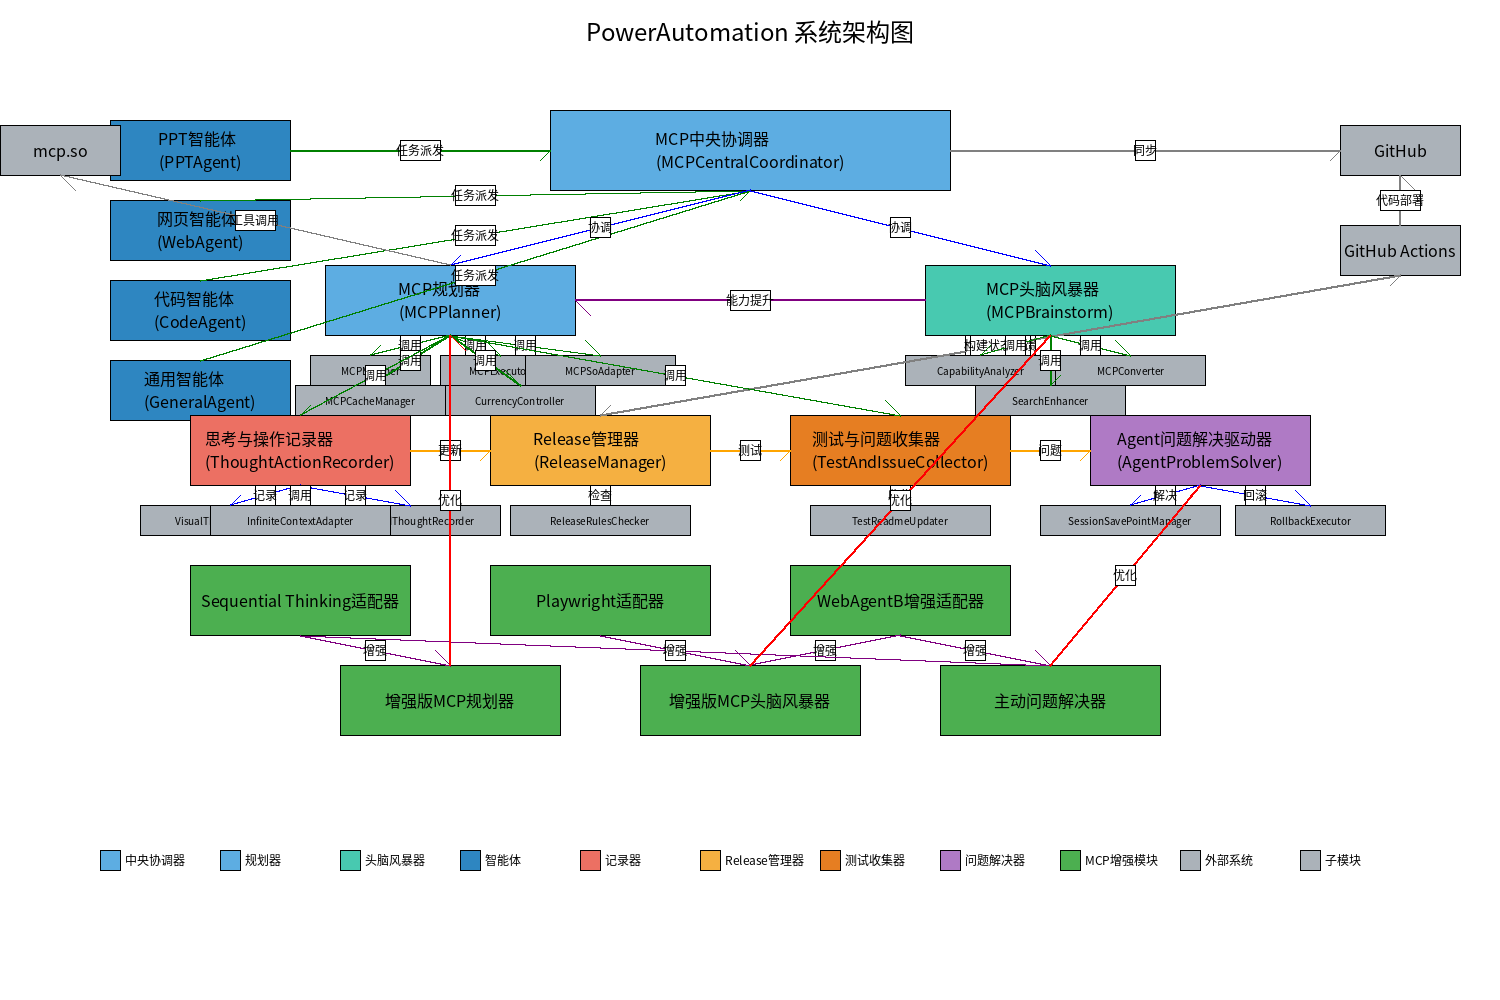 PowerAutomation 系统架构图
mcp.so
PPT智能体
(PPTAgent)
任务派发
MCP中央协调器
(MCPCentralCoordinator)
同步
GitHub
任务派发
代码部署
网页智能体
(WebAgent)
工具调用
任务派发
协调
协调
GitHub Actions
任务派发
代码智能体
(CodeAgent)
MCP规划器
(MCPPlanner)
能力提升
MCP头脑风暴器
(MCPBrainstorm)
调用
调用
调用
构建状态
调用
调用
调用
调用
调用
调用
调用
通用智能体
(GeneralAgent)
MCPSoAdapter
CapabilityAnalyzer
MCPConverter
MCPCacheManager
CurrencyController
SearchEnhancer
思考与操作记录器
(ThoughtActionRecorder)
更新
Release管理器
(ReleaseManager)
测试
测试与问题收集器
(TestAndIssueCollector)
问题
Agent问题解决驱动器
(AgentProblemSolver)
记录
调用
记录
优化
检查
优化
解决
回滚
InfiniteContextAdapter
ThoughtRecorder
ReleaseRulesChecker
TestReadmeUpdater
SessionSavePointManager
RollbackExecutor
优化
Sequential Thinking适配器
Playwright适配器
WebAgentB增强适配器
增强
增强
增强
增强
增强版MCP规划器
增强版MCP头脑风暴器
主动问题解决器
中央协调器
规划器
头脑风暴器
智能体
记录器
Release管理器
测试收集器
问题解决器
MCP增强模块
外部系统
子模块